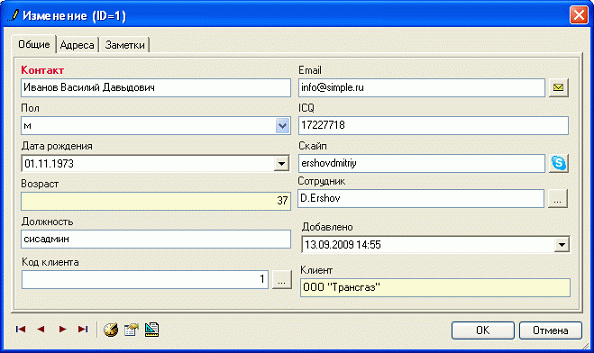 Изменение (ID=1)
Общие Адреса Заметки
Контакт
Иванов Василий Давыдович
Пол
м
Дата рождения
01.11.1973
Возраст
37
Должность
сисадмин
Код клиента
1 ...
Email
info@simple.ru
ICQ
17227718
Скайп
ershovdmitriy
Сотрудник
D.Ershov ...
Добавлено
13.09.2009 14:55
Клиент
ООО "Трансгаз"
OK Отмена